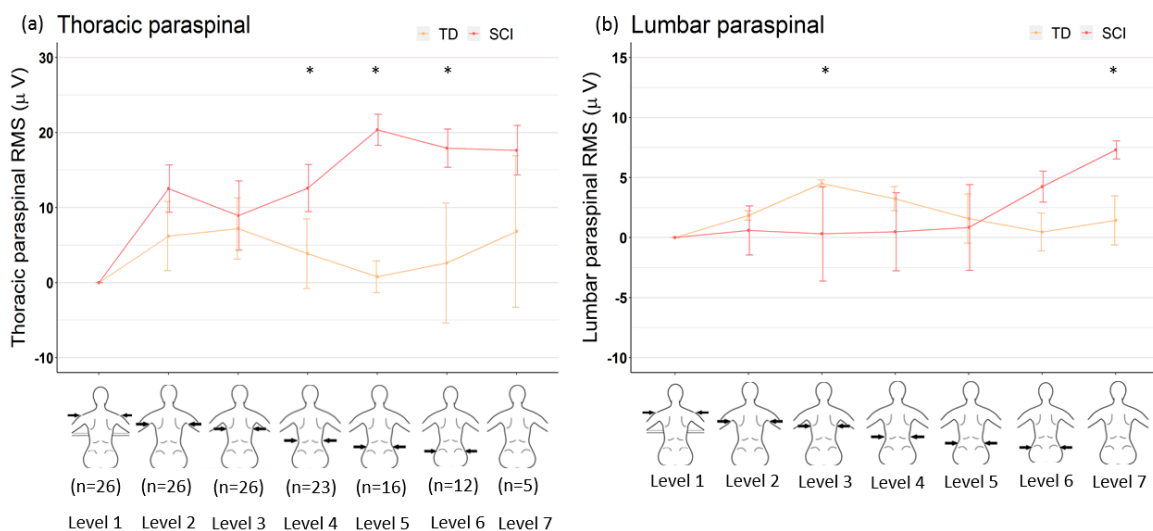 (a) Thoracic paraspinal
TD SCI
Thoracic paraspinal RMS (μ V)
30
20
10
0
-10
* * *
(n=26) (n=26) (n=26) (n=23) (n=16) (n=12) (n=5)
Level 1 Level 2 Level 3 Level 4 Level 5 Level 6 Level 7
(b) Lumbar paraspinal
TD SCI
Lumbar paraspinal RMS (μ V)
15
10
5
0
-5
-10
* *
Level 1 Level 2 Level 3 Level 4 Level 5 Level 6 Level 7